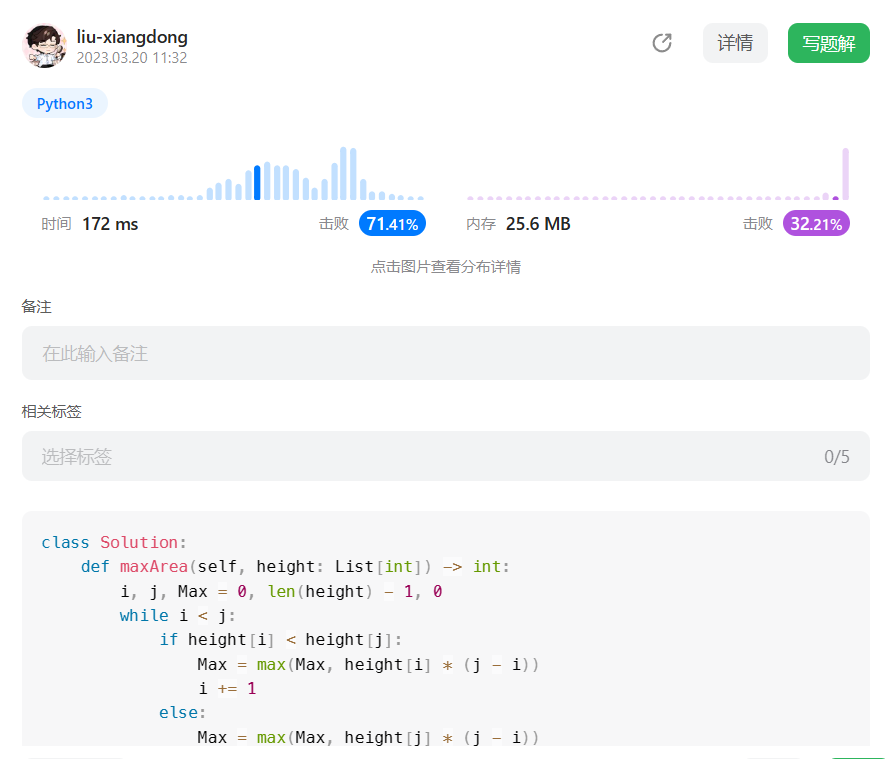 liu-xiangdong
2023.03.20 11:32
详情
写题解
Python3
时间 172 ms 击败 71.41%
内存 25.6 MB 击败 32.21%
点击图片查看分布详情
备注
在此输入备注
相关标签
选择标签 0/5
class Solution:
    def maxArea(self, height: List[int]) -> int:
        i, j, Max = 0, len(height) - 1, 0
        while i < j:
            if height[i] < height[j]:
                Max = max(Max, height[i] * (j - i))
                i += 1
            else:
                Max = max(Max, height[j] * (j - i))